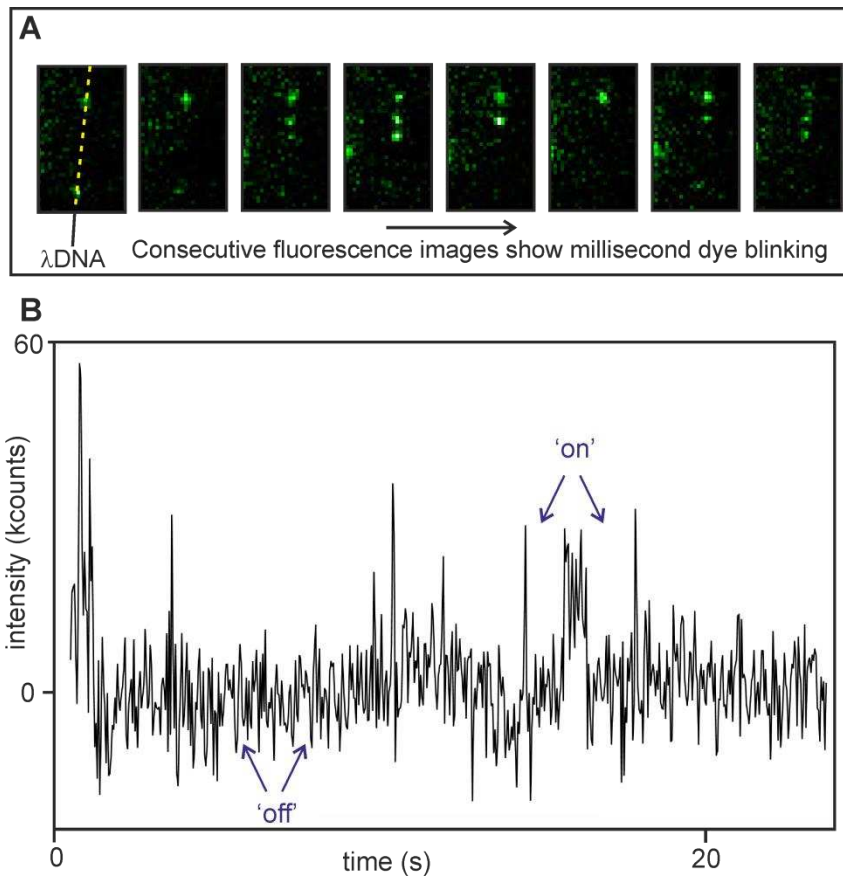 A
λDNA
Consecutive fluorescence images show millisecond dye blinking
B
60
intensity (kcounts)
0
'on'
'off'
0
20
time (s)